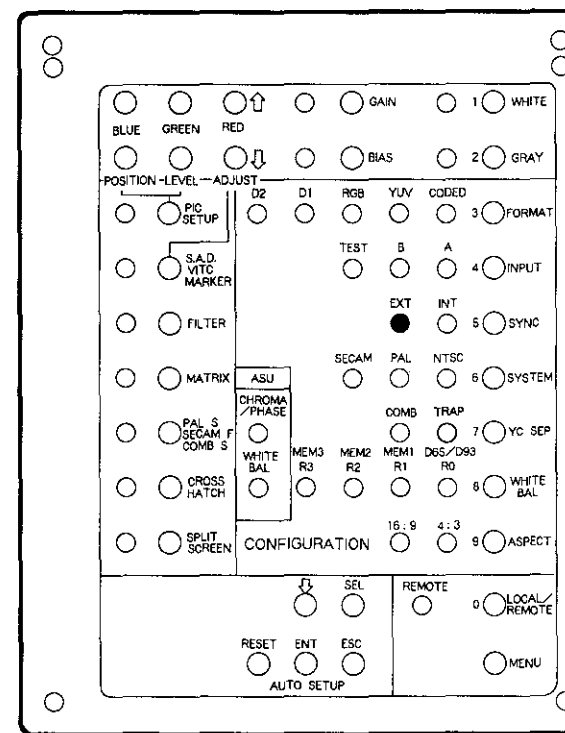 GAIN 1 WHITE
BLUE GREEN RED
BIAS 2 GRAY
POSITION-LEVEL-ADJUST
D2 D1 RGB YUV CODED
PIC
SETUP
3 FORMAT
TEST B A
S.A.D.
VITC
MARKER
4 INPUT
EXT INT
FILTER
5 SYNC
SECAM PAL NTSC
MATRIX
ASU
6 SYSTEM
CHROMA
/PHASE
COMB TRAP
PAL S
SECAM F
COMB S
7 YC SEP
WHITE
BAL
MEM3
R3
MEM2
R2
MEM1
R1
D65/D93
R0
CROSS
HATCH
8 WHITE
BAL
16:9 4:3
SPLIT
SCREEN
CONFIGURATION
9 ASPECT
SEL
REMOTE
0 LOCAL/
REMOTE
RESET ENT ESC
MENU
AUTO SETUP